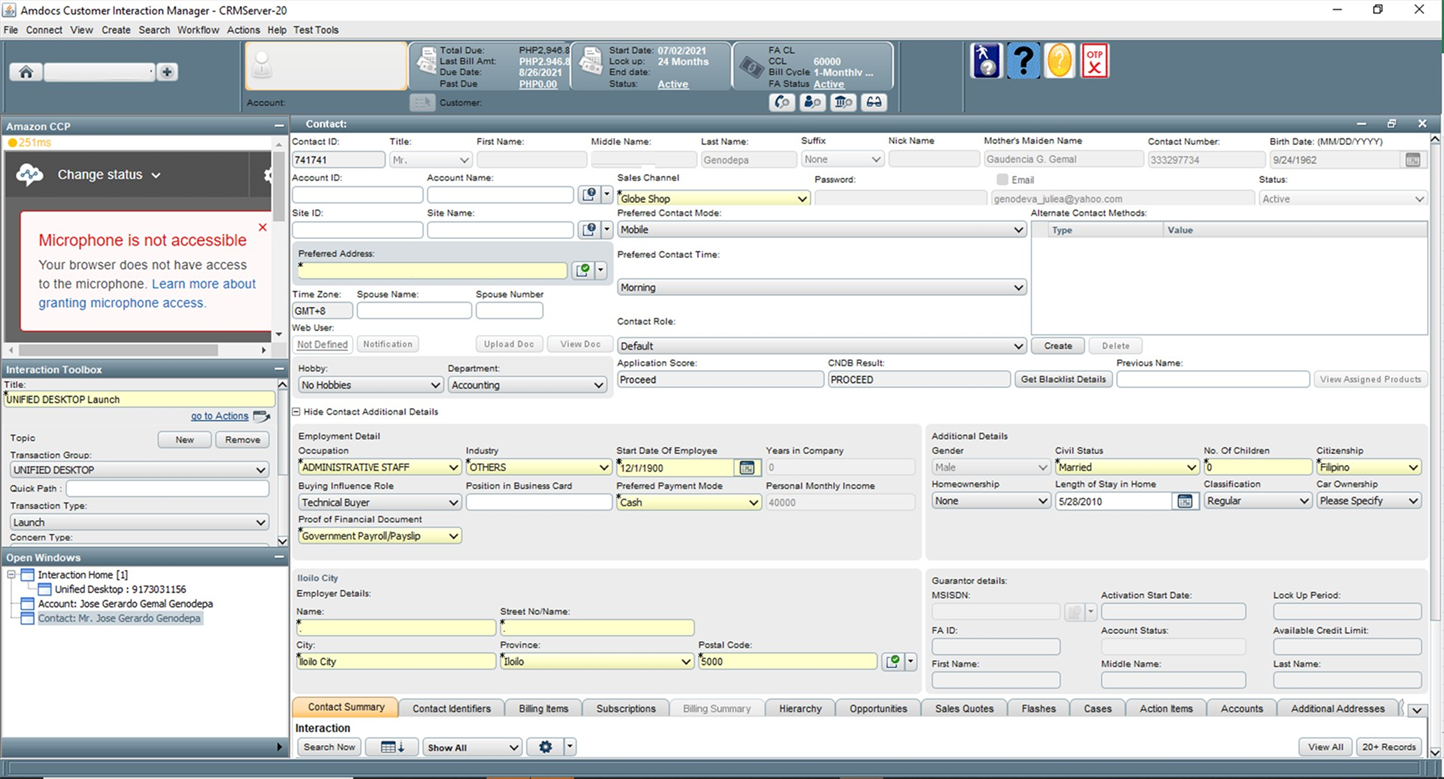 Amdocs Customer Interaction Manager - CRMServer-20
File Connect View Create Search Workflow Actions Help Test Tools
Total Due: PHP2,946.8
Last Bill Amt: PHP2,946.8
Due Date: 8/26/2021
Past Due PHP0.00
Start Date: 07/02/2021
Lock up: 24 Months
End date:
Status: Active
FA CL
CCL 60000
Bill Cycle 1-Monthlv ...
FA Status Active
OTP
Account: Customer:
Amazon CCP
251ms
Change status
Microphone is not accessible
Your browser does not have access
to the microphone. Learn more about
granting microphone access.
Interaction Toolbox
Title:
*UNIFIED DESKTOP Launch
go to Actions
Topic New Remove
Transaction Group:
UNIFIED DESKTOP
Quick Path :
Transaction Type:
Launch
Concern Type:
Open Windows
Interaction Home [1]
Unified Desktop : 9173031156
Account: Jose Gerardo Gemal Genodepa
Contact: Mr. Jose Gerardo Genodepa
Contact:
Contact ID: Title: First Name: Middle Name: Last Name: Suffix Nick Name Mother's Maiden Name Contact Number: Birth Date: (MM/DD/YYYY)
741741 Mr. Genodepa None Gaudencia G. Gemal 333297734 9/24/1962
Account ID: Account Name: Sales Channel Password: Email Status:
*Globe Shop genodeva_juliea@yahoo.com Active
Site ID: Site Name: Preferred Contact Mode: Alternate Contact Methods:
Mobile Type Value
Preferred Address: Preferred Contact Time:
*
Morning
Time Zone: Spouse Name: Spouse Number
GMT+8
Web User: Contact Role:
Not Defined Notification Upload Doc View Doc Default Create Delete
Hobby: Department: Application Score: CNDB Result: Previous Name:
No Hobbies Accounting Proceed PROCEED Get Blacklist Details View Assigned Products
Hide Contact Additional Details
Employment Detail
Occupation Industry Start Date Of Employee Years in Company
*ADMINISTRATIVE STAFF *OTHERS *12/1/1900 0
Buying Influence Role Position in Business Card Preferred Payment Mode Personal Monthly Income
Technical Buyer *Cash 40000
Proof of Financial Document
*Government Payroll/Payslip
Additional Details
Gender Civil Status No. Of Children Citizenship
Male *Married *0 *Filipino
Homeownership Length of Stay in Home Classification Car Ownership
None 5/28/2010 Regular Please Specify
Iloilo City
Employer Details:
Name: Street No/Name:
*. *.
City: Province: Postal Code:
*Iloilo City *Iloilo *5000
Guarantor details:
MSISDN: Activation Start Date: Lock Up Period:
FA ID: Account Status: Available Credit Limit:
First Name: Middle Name: Last Name:
Contact Summary Contact Identifiers Billing Items Subscriptions Billing Summary Hierarchy Opportunities Sales Quotes Flashes Cases Action Items Accounts Additional Addresses
Interaction
Search Now Show All View All 20+ Records